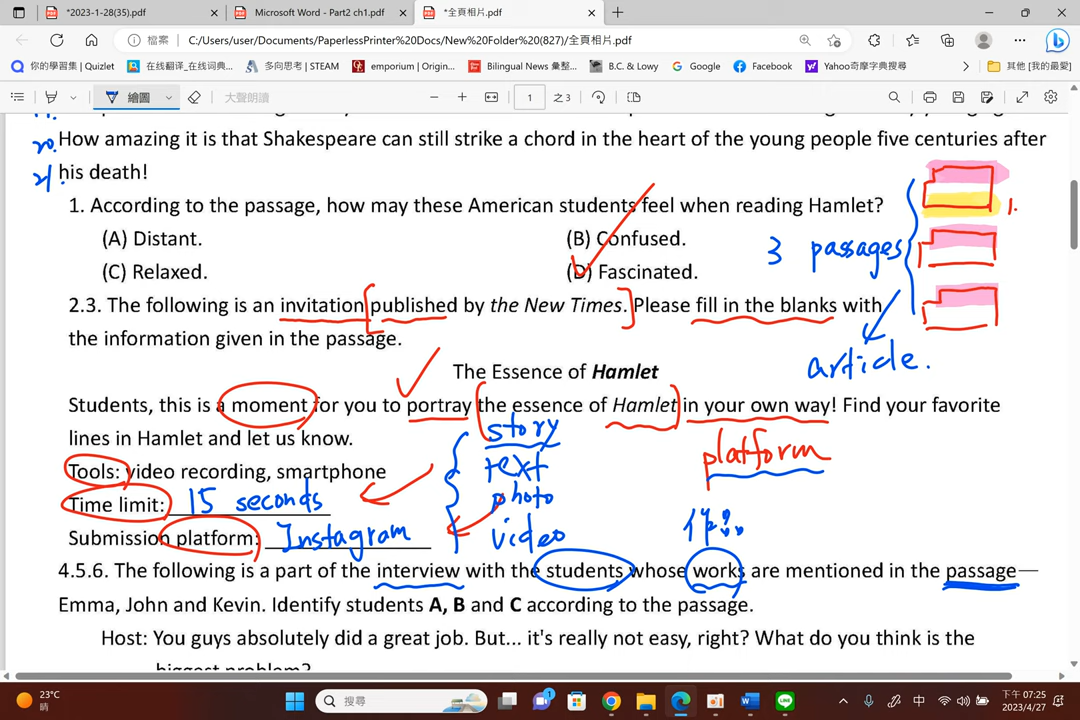 *2023-1-28(35).pdf
Microsoft Word - Part2 ch1.pdf
*全頁相片.pdf
檔案
C:/Users/user/Documents/PaperlessPrinter%20Docs/New%20Folder%20(827)/全頁相片.pdf
你的學習集 | Quizlet
在线翻译_在线词典...
多向思考 | STEAM
emporium | Origin...
Bilingual News 彙整...
B.C. & Lowy
Google
Facebook
Yahoo奇摩字典搜尋
其他 [我的最愛]
繪圖
大聲朗讀
1
之 3
20. How amazing it is that Shakespeare can still strike a chord in the heart of the young people five centuries after
21. his death!
1. According to the passage, how may these American students feel when reading Hamlet?
1.
(A) Distant.
(B) Confused.
3 passages
(C) Relaxed.
(D) Fascinated.
2.3. The following is an invitation [published by the New Times.] Please fill in the blanks with
the information given in the passage.
article.
The Essence of Hamlet
Students, this is a moment for you to portray (the essence of Hamlet) in your own way! Find your favorite
lines in Hamlet and let us know.
story
platform
Tools: video recording, smartphone
text
Time limit: 15 seconds
photo
Submission platform: Instagram
video
4.5.6. The following is a part of the interview with the students whose works are mentioned in the passage—
Emma, John and Kevin. Identify students A, B and C according to the passage.
Host: You guys absolutely did a great job. But... it's really not easy, right? What do you think is the
biggest problem?
23°C
晴
搜尋
1
中
下午 07:25
2023/4/27